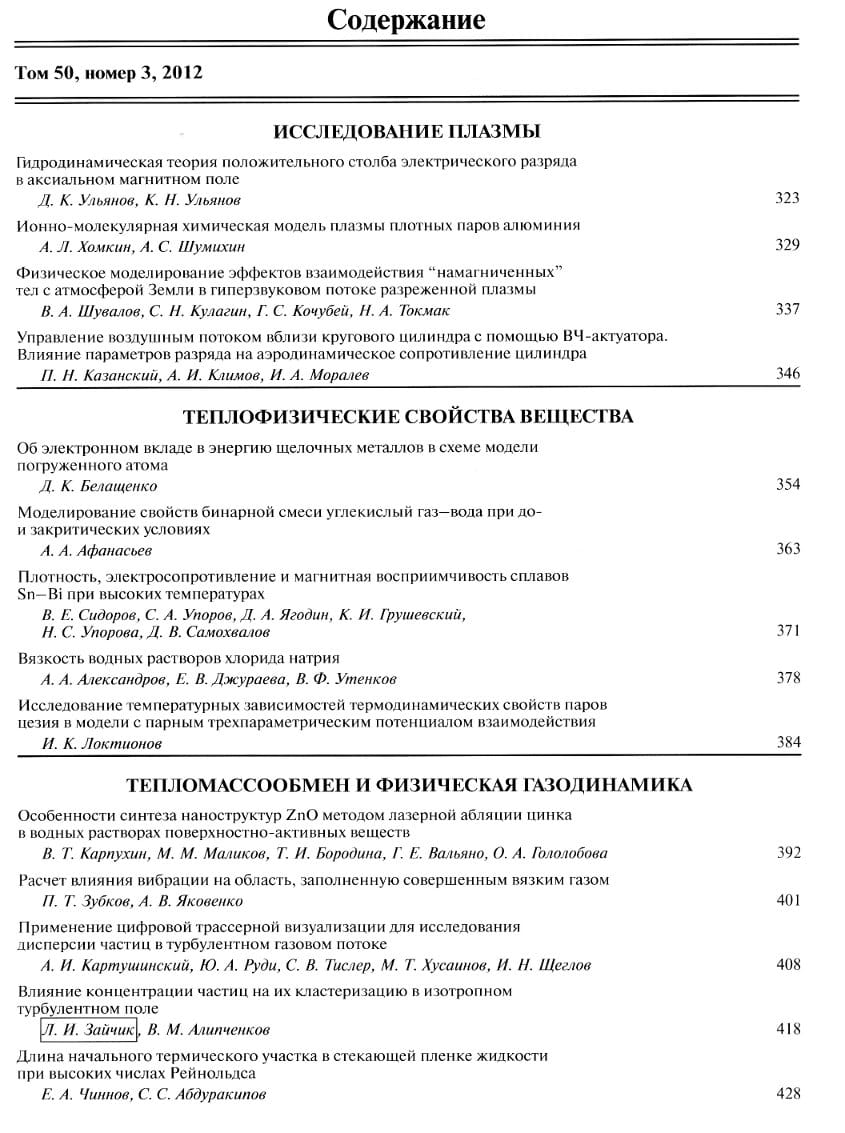 Содержание
Том 50, номер 3, 2012
ИССЛЕДОВАНИЕ ПЛАЗМЫ
Гидродинамическая теория положительного столба электрического разряда
в аксиальном магнитном поле
Д. К. Ульянов, К. Н. Ульянов 323
Ионно-молекулярная химическая модель плазмы плотных паров алюминия
А. Л. Хомкин, А. С. Шумихин 329
Физическое моделирование эффектов взаимодействия “намагниченных”
тел с атмосферой Земли в гиперзвуковом потоке разреженной плазмы
В. А. Шувалов, С. Н. Кулагин, Г. С. Кочубей, Н. А. Токмак 337
Управление воздушным потоком вблизи кругового цилиндра с помощью ВЧ-актуатора.
Влияние параметров разряда на аэродинамическое сопротивление цилиндра
П. Н. Казанский, А. И. Климов, И. А. Моралев 346
ТЕПЛОФИЗИЧЕСКИЕ СВОЙСТВА ВЕЩЕСТВА
Об электронном вкладе в энергию щелочных металлов в схеме модели
погруженного атома
Д. К. Белащенко 354
Моделирование свойств бинарной смеси углекислый газ–вода при до-
и закритических условиях
А. А. Афанасьев 363
Плотность, электросопротивление и магнитная восприимчивость сплавов
Sn–Bi при высоких температурах
В. Е. Сидоров, С. А. Упоров, Д. А. Ягодин, К. И. Грушевский,
Н. С. Упорова, Д. В. Самохвалов 371
Вязкость водных растворов хлорида натрия
А. А. Александров, Е. В. Джураева, В. Ф. Утенков 378
Исследование температурных зависимостей термодинамических свойств паров
цезия в модели с парным трехпараметрическим потенциалом взаимодействия
И. К. Локтионов 384
ТЕПЛОМАССООБМЕН И ФИЗИЧЕСКАЯ ГАЗОДИНАМИКА
Особенности синтеза наноструктур ZnO методом лазерной абляции цинка
в водных растворах поверхностно-активных веществ
В. Т. Карпухин, М. М. Маликов, Т. И. Бородина, Г. Е. Вальяно, О. А. Гололобова 392
Расчет влияния вибрации на область, заполненную совершенным вязким газом
П. Т. Зубков, А. В. Яковенко 401
Применение цифровой трассерной визуализации для исследования
дисперсии частиц в турбулентном газовом потоке
А. И. Картушинский, Ю. А. Руди, С. В. Тислер, М. Т. Хусаинов, И. Н. Щеглов 408
Влияние концентрации частиц на их кластеризацию в изотропном
турбулентном поле
Л. И. Зайчик, В. М. Алипченков 418
Длина начального термического участка в стекающей пленке жидкости
при высоких числах Рейнольдса
Е. А. Чиннов, С. С. Абдуракипов 428